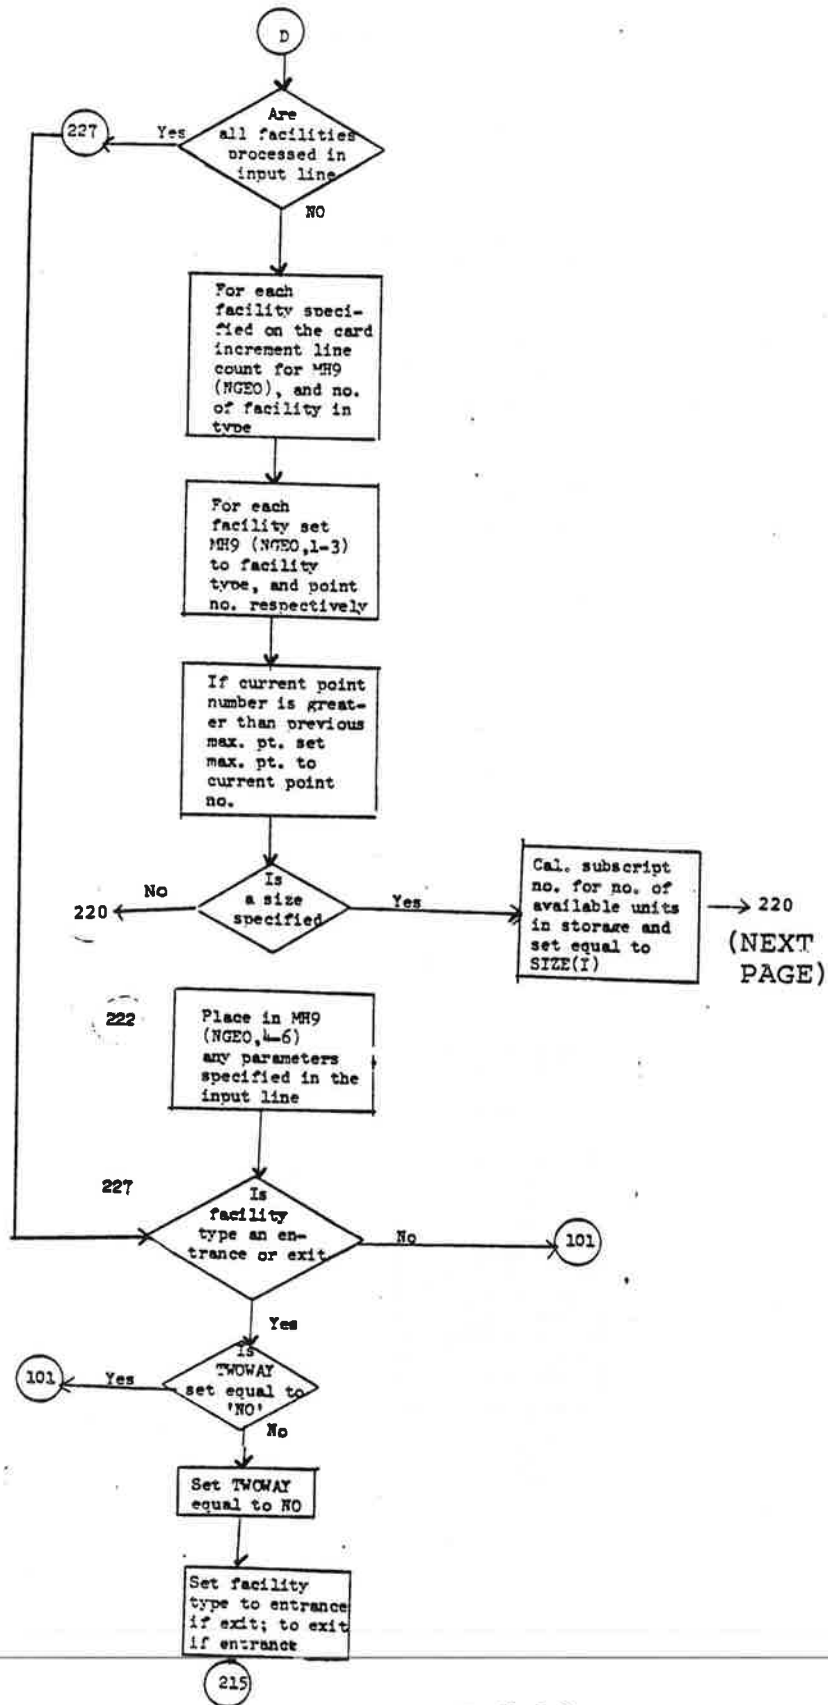 D
Are
all facilities
processed in
input line
227
Yes
NO
For each
facility speci-
fied on the card
increment line
count for MH9
(NGEO), and no.
of facility in
type
For each
facility set
MH9 (NGEO,1-3)
to facility
type, and point
no. respectively
If current point
number is great-
er than previous
max. pt. set
max. pt. to
current point
no.
Is
a size
specified
No
220
Yes
Cal. subscript
no. for no. of
available units
in storage and
set equal to
SIZE(I)
220
(NEXT
PAGE)
222
Place in MH9
(NGEO,4-6)
any parameters
specified in the
input line
227
Is
facility
type an en-
trance or exit
No
101
Yes
Is
TWOWAY
set equal to
'NO'
Yes
101
No
Set TWOWAY
equal to NO
Set facility
type to entrance
if exit; to exit
if entrance
215